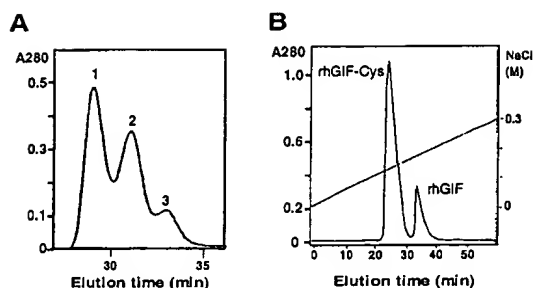 A
A280
0.5
0.3
0.1
0
1
2
3
30
35
Elution time (min)
B
A280
1.0
0.6
0.2
0
rhGIF-Cys
rhGIF
NaCl
(M)
0.3
0
0 10 20 30 40 50
Elution time (min)